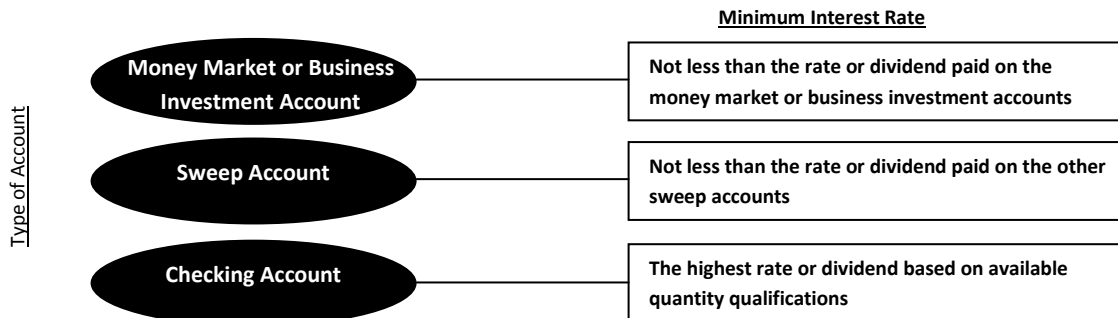 Minimum Interest Rate
Type of Account
Money Market or Business
Investment Account
Not less than the rate or dividend paid on the
money market or business investment accounts
Sweep Account
Not less than the rate or dividend paid on the other
sweep accounts
Checking Account
The highest rate or dividend based on available
quantity qualifications